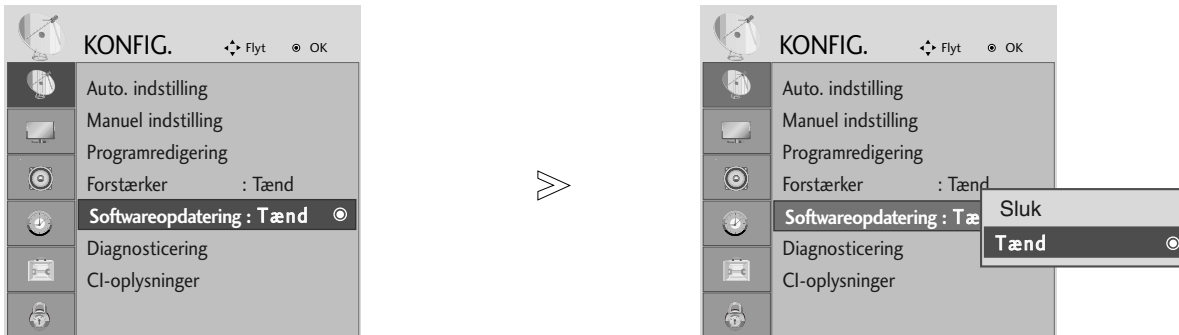 KONFIG. Flyt OK
Auto. indstilling
Manuel indstilling
Programredigering
Forstærker : Tænd
Softwareopdatering : Tænd
Diagnosticering
CI-oplysninger
KONFIG. Flyt OK
Auto. indstilling
Manuel indstilling
Programredigering
Forstærker : Tænd
Softwareopdatering : Tæ
Diagnosticering
CI-oplysninger
Sluk
Tænd